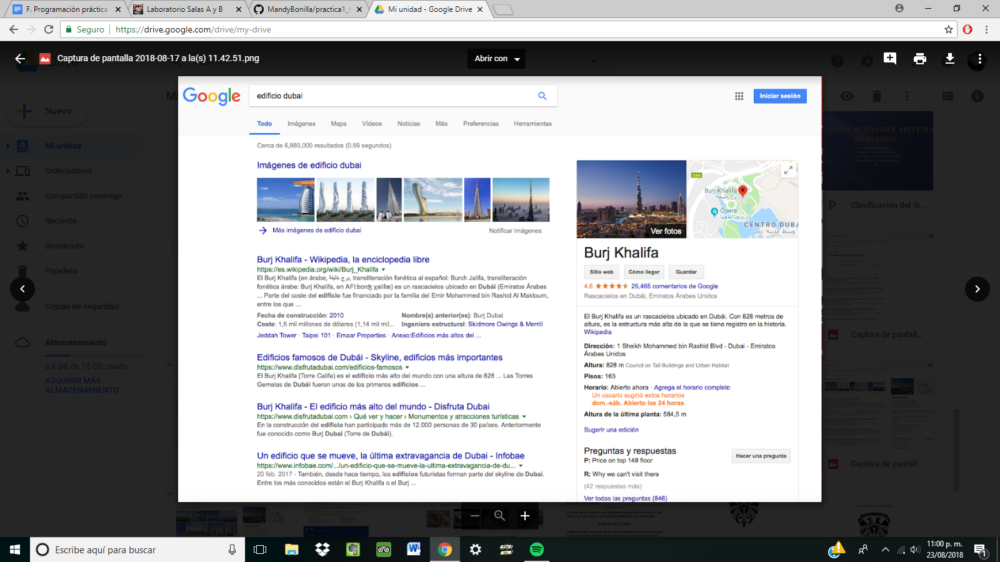 F. Programación práctica
Laboratorio Salas A y B
MandyBonilla/practica1_f
Mi unidad - Google Drive
Seguro
https://drive.google.com/drive/my-drive
Captura de pantalla 2018-08-17 a la(s) 11.42.51.png
Abrir con
Nuevo
Mi unidad
Ordenadores
Compartido conmigo
Reciente
Destacado
Papelera
Copias de seguridad
Almacenamiento
3,8 GB de 15 GB usado
ADQUIRIR MÁS
ALMACENAMIENTO
Google
edificio dubai
Iniciar sesión
Todo Imágenes Maps Vídeos Noticias Más Preferencias Herramientas
Cerca de 6,880,000 resultados (0.99 segundos)
Imágenes de edificio dubai
Más imágenes de edificio dubai
Notificar imágenes
Burj Khalifa - Wikipedia, la enciclopedia libre
https://es.wikipedia.org/wiki/Burj_Khalifa
El Burj Khalifa (en árabe, برج خليفة, transliteración fonética al español: Burch Jalifa, transliteración
fonética árabe: Burj Khalifa, en AFI:bʊrdʒ χaliːfæ) es un rascacielos ubicado en Dubái (Emiratos Árabes
... Parte del coste del edificio fue financiado por la familia del Emir Mohammed bin Rashid Al Maktoum,
entre los que ...
Fecha de construcción: 2010
Nombre(s) anterior(es): Burj Dubai
Coste: 1,5 mil millones de dólares (1,14 mil mil...
Ingeniero estructural: Skidmore Owings & Merrill
Jeddah Tower · Taipei 101 · Emaar Properties · Anexo:Edificios más altos del ...
Edificios famosos de Dubái - Skyline, edificios más importantes
https://www.disfrutadubai.com/edificios-famosos
El Burj Khalifa (Torre Califa) es el edificio más alto del mundo con una altura de 828 ... Las Torres
Gemelas de Dubái fueron unos de los primeros edificios ...
Burj Khalifa - El edificio más alto del mundo - Disfruta Dubai
https://www.disfrutadubai.com › Qué ver y hacer › Monumentos y atracciones turísticas
En la construcción del edificio han participado más de 12.000 personas de 30 países. Anteriormente
fue conocido como Burj Dubai (Torre de Dubái).
Un edificio que se mueve, la última extravagancia de Dubai - Infobae
https://www.infobae.com/.../un-edificio-que-se-mueve-la-ultima-extravagancia-de-du...
20 feb. 2017 - También, desde hace tiempo, los edificios futuristas forman parte del skyline de Dubai.
Entre los más conocidos están el Burj Khalifa o el Burj ...
Ver fotos
D85
Burj Khalifa
برج خليفة
Opera
دبي للأوبرا
CENTRO DUBA
وسط مدينة دبي
Burj Khalifa
Sitio web
Cómo llegar
Guardar
4.6 25,465 comentarios de Google
Rascacielos en Dubái, Emiratos Árabes Unidos
El Burj Khalifa es un rascacielos ubicado en Dubái. Con 828 metros de
altura, es la estructura más alta de la que se tiene registro en la historia.
Wikipedia
Dirección: 1 Sheikh Mohammed bin Rashid Blvd - Dubai - Emiratos
Árabes Unidos
Altura: 828 m Council on Tall Buildings and Urban Habitat
Pisos: 163
Horario: Abierto ahora · Agrega el horario completo
Un usuario sugirió estos horarios
dom.-sáb. Abierto las 24 horas
Altura de la última planta: 584,5 m
Sugerir una edición
Preguntas y respuestas
Hacer una pregunta
P: Price on top 148 floor
R: Why we can't visit there
(42 respuestas más)
Ver todas las preguntas (846)
CLASIFICACIÓN DEL SISTEMA
NERVIOSO
Clasificación del Si...
Captura de pantall...
Captura de pantall...
Escribe aquí para buscar
11:00 p. m.
23/08/2018
1